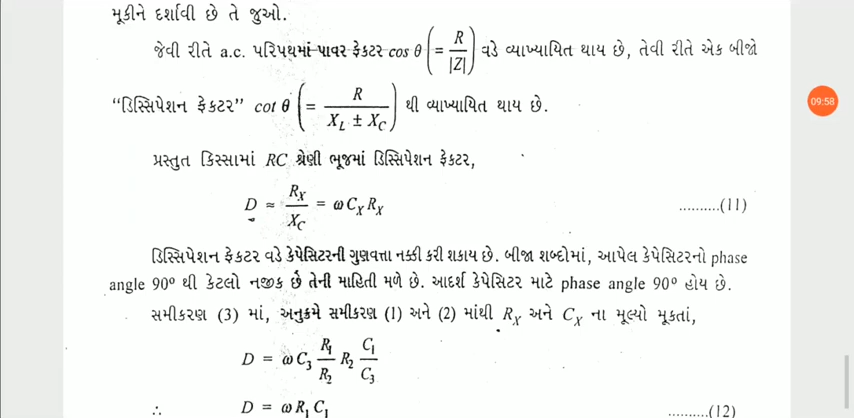 મૂકીને દર્શાવી છે તે જુઓ.
જેવી રીતે a.c. પરિપથમાં પાવર ફેક્ટર cos θ (= R/|Z|) વડે વ્યાખ્યાયિત થાય છે, તેવી રીતે એક બીજો
“ડિસ્સિપેશન ફેક્ટર” cot θ (= R/(X_L ± X_C)) થી વ્યાખ્યાયિત થાય છે.
પ્રસ્તુત કિસ્સામાં RC શ્રેણી ભૂજમાં ડિસ્સિપેશન ફેક્ટર,
D = R_X/X_C = ω C_X R_X ..........(11)
ડિસ્સિપેશન ફેક્ટર વડે કેપેસિટરની ગુણવત્તા નક્કી કરી શકાય છે. બીજા શબ્દોમાં, આપેલ કેપેસિટરનો phase
angle 90° થી કેટલો નજીક છે તેની માહિતી મળે છે. આદર્શ કેપેસિટર માટે phase angle 90° હોય છે.
સમીકરણ (3) માં, અનુક્રમે સમીકરણ (1) અને (2) માંથી R_X અને C_X ના મૂલ્યો મૂકતાં,
D = ω C_3 R_1/R_2 R_2 C_1/C_3
∴ D = ω R_1 C_1 ..........(12)
09:58